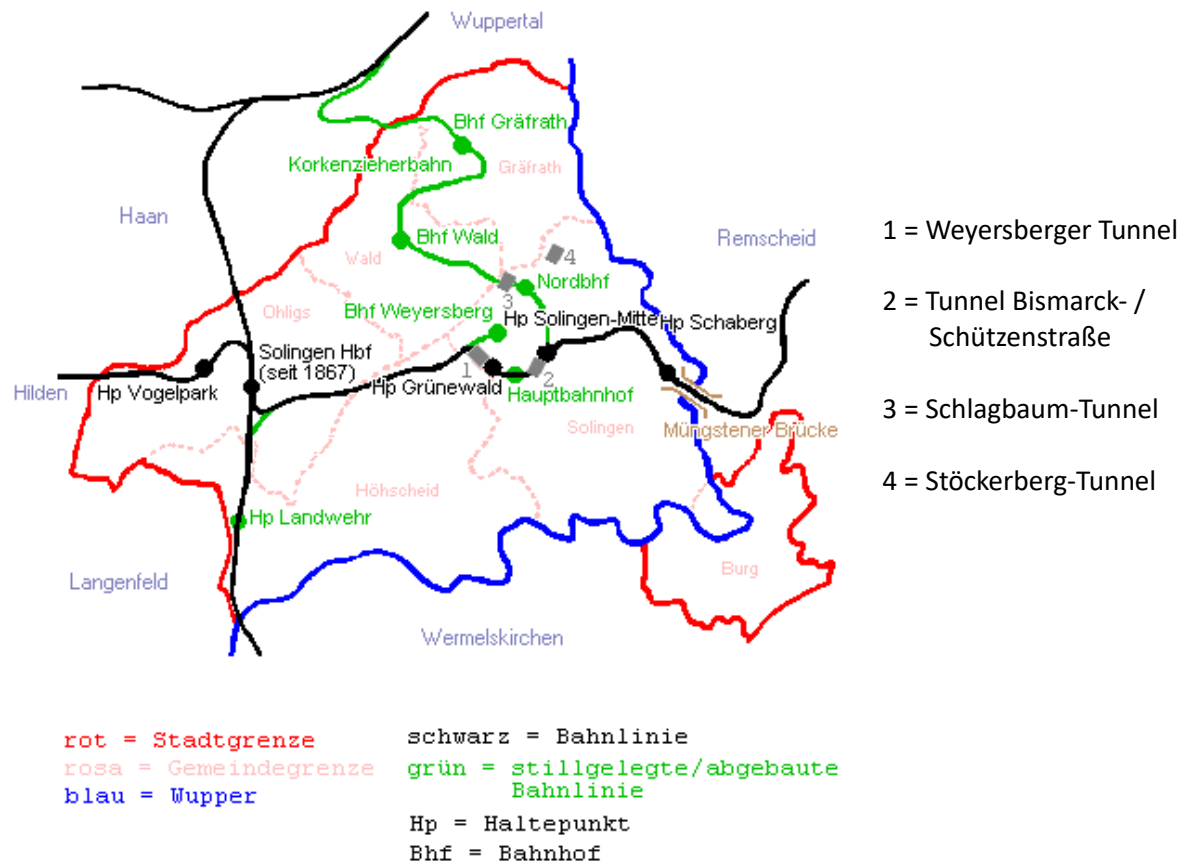 Wuppertal
Bhf Gräfrath
Korkenzieherbahn
Gräfrath
Haan
Bhf Wald
Remscheid
Wald
4
Nordbhf
3
Ohligs
Bhf Weyersberg
Hp Solingen-Mitte
Hp Schaberg
Solingen Hbf
(seit 1867)
Hilden
Hp Vogelpark
Hp Grünewald
1
2
Hauptbahnhof
Solingen
Müngstener Brücke
Höhscheid
Hp Landwehr
Langenfeld
Burg
Wermelskirchen
1 = Weyersberger Tunnel
2 = Tunnel Bismarck- /
Schützenstraße
3 = Schlagbaum-Tunnel
4 = Stöckerberg-Tunnel
rot = Stadtgrenze
rosa = Gemeindegrenze
blau = Wupper
schwarz = Bahnlinie
grün = stillgelegte/abgebaute
Bahnlinie
Hp = Haltepunkt
Bhf = Bahnhof